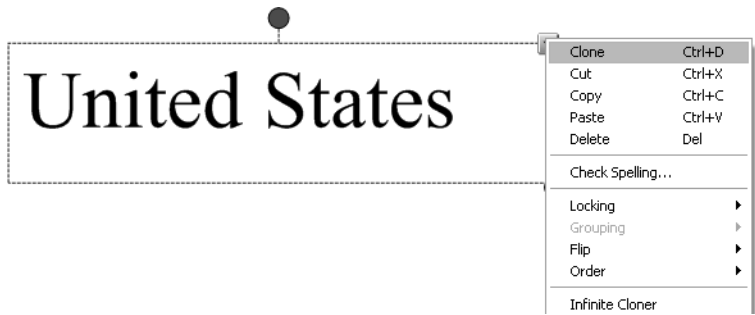 United States
Clone Ctrl+D
Cut Ctrl+X
Copy Ctrl+C
Paste Ctrl+V
Delete Del
Check Spelling...
Locking
Grouping
Flip
Order
Infinite Cloner